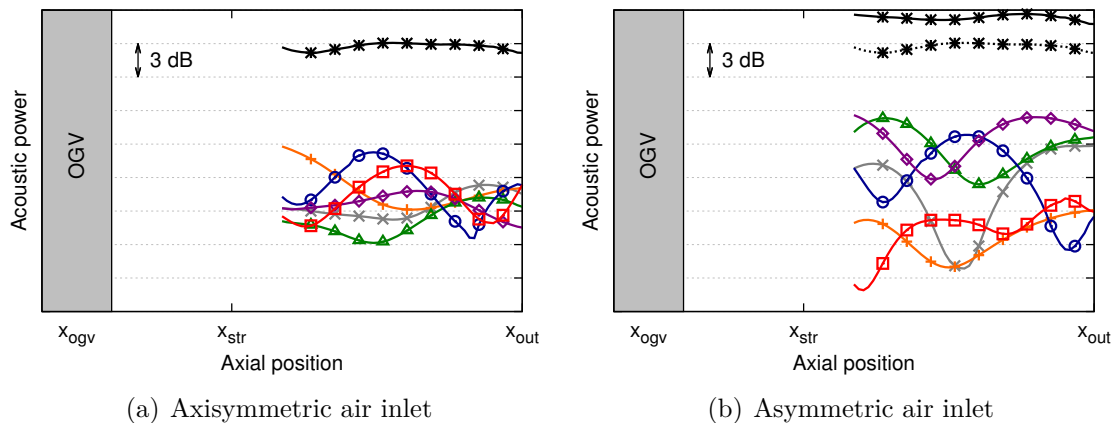 Acoustic power
OGV
3 dB
x_ogv
x_str
x_out
Axial position
(a) Axisymmetric air inlet
Acoustic power
OGV
3 dB
x_ogv
x_str
x_out
Axial position
(b) Asymmetric air inlet